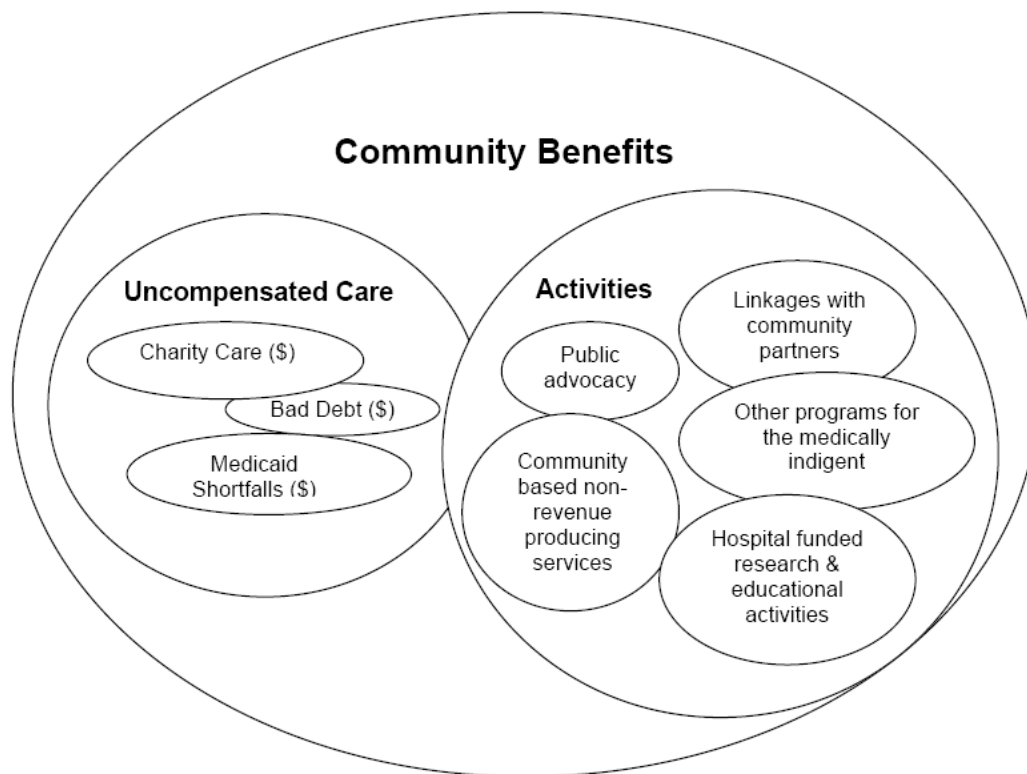 Community Benefits
Uncompensated Care
Charity Care ($)
Bad Debt ($)
Medicaid
Shortfalls ($)
Activities
Public
advocacy
Community
based non-
revenue
producing
services
Linkages with
community
partners
Other programs for
the medically
indigent
Hospital funded
research &
educational
activities